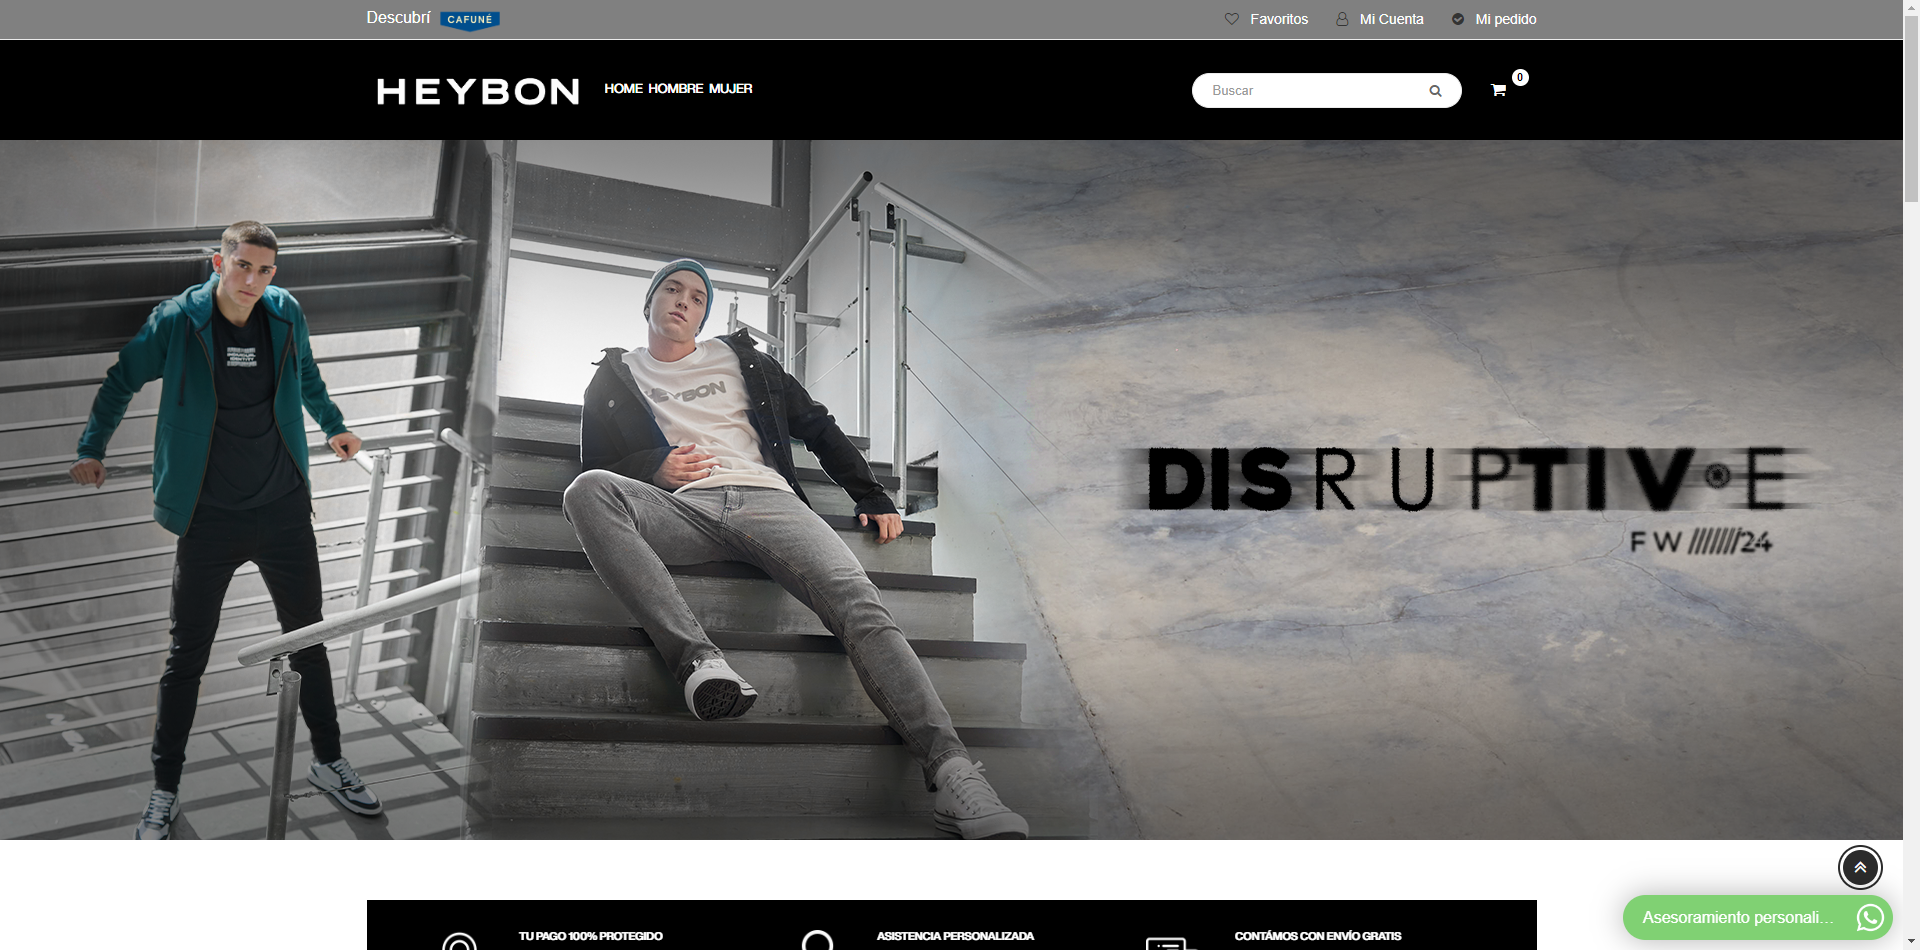 Descubrí CAFUNÉ Favoritos Mi Cuenta Mi pedido
HEYBON HOME HOMBRE MUJER Buscar 0
IDENTITY
HEYBON
DISRUPTIVE
FW////////24
Asesoramiento personali...
TU PAGO 100% PROTEGIDO ASISTENCIA PERSONALIZADA CONTÁMOS CON ENVÍO GRATIS